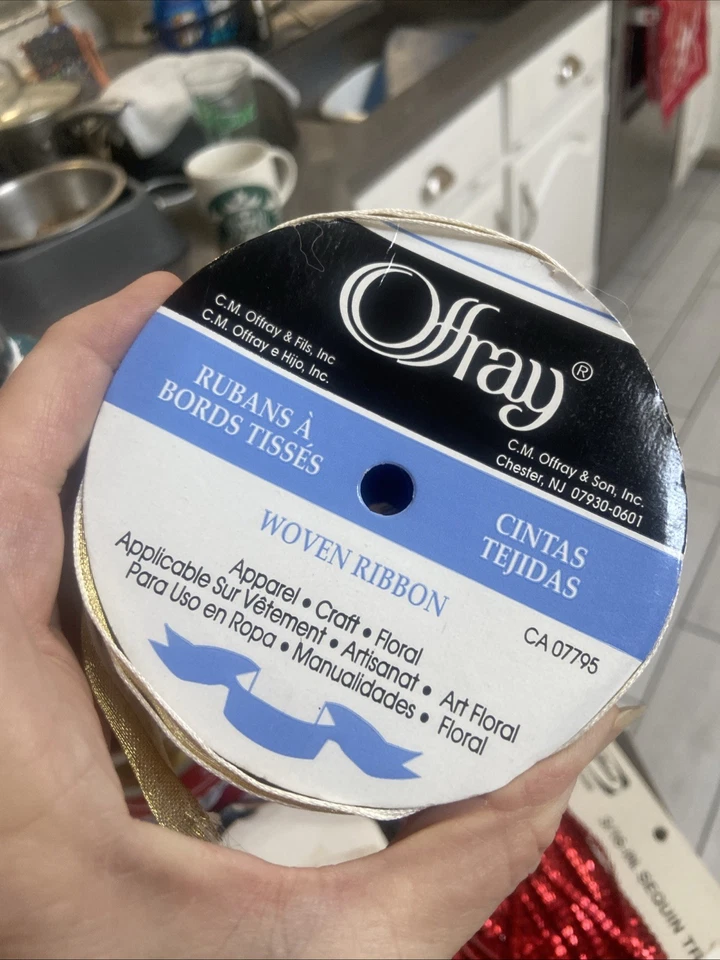 Offray®
C.M. Offray & Fils, Inc
C.M. Offray e Hijo, Inc.
C.M. Offray & Son, Inc.
Chester, NJ 07930-0601
RUBANS À
BORDS TISSÉS
CINTAS
TEJIDAS
WOVEN RIBBON
CA 07795
Apparel • Craft • Floral
Applicable Sur Vêtement • Artisanat • Art Floral
Para Uso en Ropa • Manualidades • Floral
SEQUIN